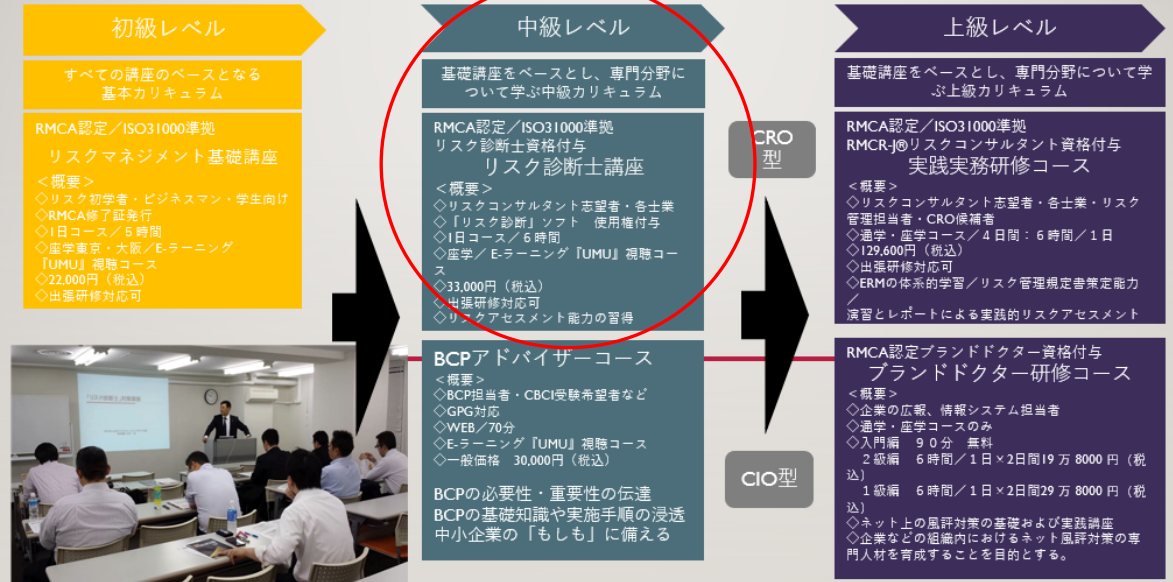 初級レベル
すべての講座のベースとなる
基本カリキュラム
RMCA認定／ISO31000準拠
リスクマネジメント基礎講座
＜概要＞
◇リスク初学者・ビジネスマン・学生向け
◇RMCA修了証発行
◇1日コース／６時間
◇座学東京・大阪／E-ラーニング
『UMU』視聴コース
◇22,000円（税込）
◇出張研修対応可
中級レベル
基礎講座をベースとし、専門分野に
ついて学ぶ中級カリキュラム
RMCA認定／ISO31000準拠
リスク診断士資格付与
リスク診断士講座
＜概要＞
◇リスクコンサルタント志望者・各士業
◇『リスク診断』ソフト　使用権付与
◇1日コース／６時間
◇座学／E-ラーニング『UMU』視聴コー
ス
◇33,000円（税込）
◇出張研修対応可
◇リスクアセスメント能力の習得
BCPアドバイザーコース
＜概要＞
◇BCP担当者・CBCI受験希望者など
◇GPG対応
◇WEB／70分
◇E-ラーニング『UMU』視聴コース
◇一般価格　30,000円（税込）
BCPの必要性・重要性の伝達
BCPの基礎知識や実施手順の浸透
中小企業の「もしも」に備える
CRO
型
CIO型
上級レベル
基礎講座をベースとし、専門分野について学
ぶ上級カリキュラム
RMCA認定／ISO31000準拠
RMCR-J®リスクコンサルタント資格付与
実践実務研修コース
＜概要＞
◇リスクコンサルタント志望者・各士業・リスク
管理担当者・CRO候補者
◇通学・座学コース／４日間：６時間／１日
◇129,600円（税込）
◇出張研修対応可
◇ERMの体系的学習／リスク管理規定書策定能力
／
演習とレポートによる実践的リスクアセスメント
RMCA認定ブランドドクター資格付与
ブランドドクター研修コース
＜概要＞
◇企業の広報、情報システム担当者
◇通学・座学コースのみ
◇入門編　９０分　無料
２級編　６時間／１日×2日間19万8000円（税
込）
１級編　６時間／１日×2日間29万8000円（税
込）
◇ネット上の風評対策の基礎および実践講座
◇企業などの組織内におけるネット風評対策の専
門人材を育成することを目的とする。